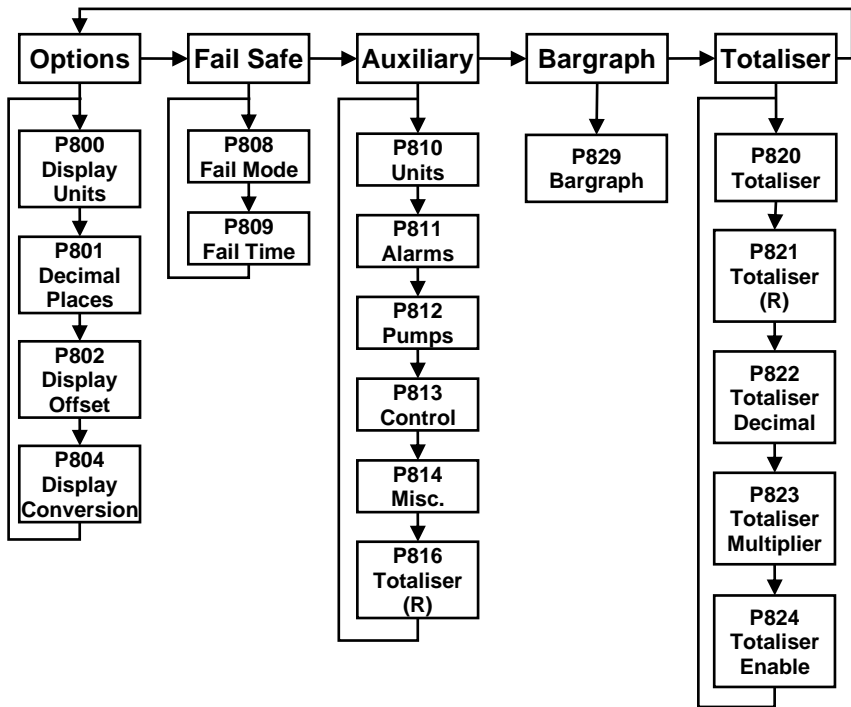 Options
Fail Safe
Auxiliary
Bargraph
Totaliser
P800
Display
Units
P801
Decimal
Places
P802
Display
Offset
P804
Display
Conversion
P808
Fail Mode
P809
Fail Time
P810
Units
P811
Alarms
P812
Pumps
P813
Control
P814
Misc.
P816
Totaliser
(R)
P829
Bargraph
P820
Totaliser
P821
Totaliser
(R)
P822
Totaliser
Decimal
P823
Totaliser
Multiplier
P824
Totaliser
Enable